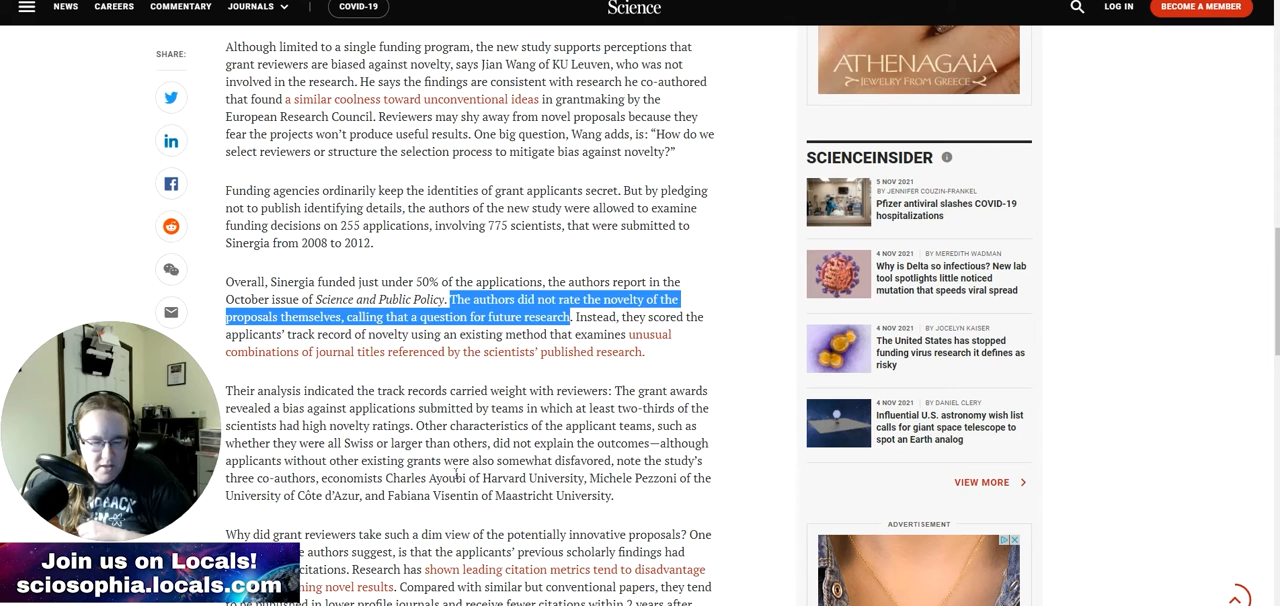 NEWS CAREERS COMMENTARY JOURNALS COVID-19 Science LOG IN BECOME A MEMBER
SHARE:
Although limited to a single funding program, the new study supports perceptions that
grant reviewers are biased against novelty, says Jian Wang of KU Leuven, who was not
involved in the research. He says the findings are consistent with research he co-authored
that found a similar coolness toward unconventional ideas in grantmaking by the
European Research Council. Reviewers may shy away from novel proposals because they
fear the projects won't produce useful results. One big question, Wang adds, is: “How do we
select reviewers or structure the selection process to mitigate bias against novelty?”
Funding agencies ordinarily keep the identities of grant applicants secret. But by pledging
not to publish identifying details, the authors of the new study were allowed to examine
funding decisions on 255 applications, involving 775 scientists, that were submitted to
Sinergia from 2008 to 2012.
Overall, Sinergia funded just under 50% of the applications, the authors report in the
October issue of Science and Public Policy. The authors did not rate the novelty of the
proposals themselves, calling that a question for future research. Instead, they scored the
applicants’ track record of novelty using an existing method that examines unusual
combinations of journal titles referenced by the scientists’ published research.
Their analysis indicated the track records carried weight with reviewers: The grant awards
revealed a bias against applications submitted by teams in which at least two-thirds of the
scientists had high novelty ratings. Other characteristics of the applicant teams, such as
whether they were all Swiss or larger than others, did not explain the outcomes—although
applicants without other existing grants were also somewhat disfavored, note the study’s
three co-authors, economists Charles Ayoubi of Harvard University, Michele Pezzoni of the
University of Côte d’Azur, and Fabiana Visentin of Maastricht University.
Why did grant reviewers take such a dim view of the potentially innovative proposals? One
authors suggest, is that the applicants’ previous scholarly findings had
citations. Research has shown leading citation metrics tend to disadvantage
novel results. Compared with similar but conventional papers, they tend
to be published in lower profile journals and receive fewer citations within 2 years after
ATHENAGAiA
JEWELRY FROM GREECE
SCIENCEINSIDER
5 NOV 2021
BY JENNIFER COUZIN-FRANKEL
Pfizer antiviral slashes COVID-19
hospitalizations
4 NOV 2021 | BY MEREDITH WADMAN
Why is Delta so infectious? New lab
tool spotlights little noticed
mutation that speeds viral spread
4 NOV 2021 | BY JOCELYN KAISER
The United States has stopped
funding virus research it defines as
risky
4 NOV 2021 | BY DANIEL CLERY
Influential U.S. astronomy wish list
calls for giant space telescope to
spot an Earth analog
VIEW MORE
ADVERTISEMENT
Join us on Locals!
sciosophia.locals.com